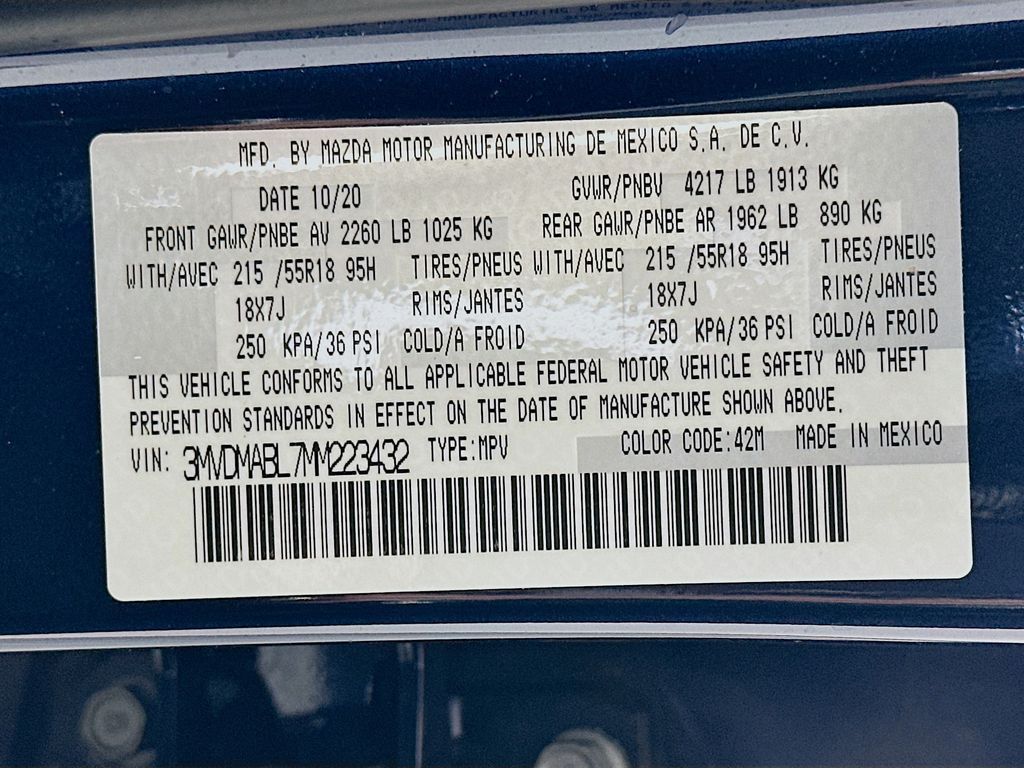 MFD. BY MAZDA MOTOR MANUFACTURING DE MEXICO S.A. DE C.V.
DATE 10/20 GVWR/PNBV 4217 LB 1913 KG
FRONT GAWR/PNBE AV 2260 LB 1025 KG REAR GAWR/PNBE AR 1962 LB 890 KG
WITH/AVEC 215 /55R18 95H TIRES/PNEUS WITH/AVEC 215 /55R18 95H TIRES/PNEUS
18X7J RIMS/JANTES 18X7J RIMS/JANTES
250 KPA/36 PSI COLD/A FROID 250 KPA/36 PSI COLD/A FROID
THIS VEHICLE CONFORMS TO ALL APPLICABLE FEDERAL MOTOR VEHICLE SAFETY AND THEFT
PREVENTION STANDARDS IN EFFECT ON THE DATE OF MANUFACTURE SHOWN ABOVE.
VIN: 3MVDMABL7MM223432 TYPE:MPV COLOR CODE:42M MADE IN MEXICO